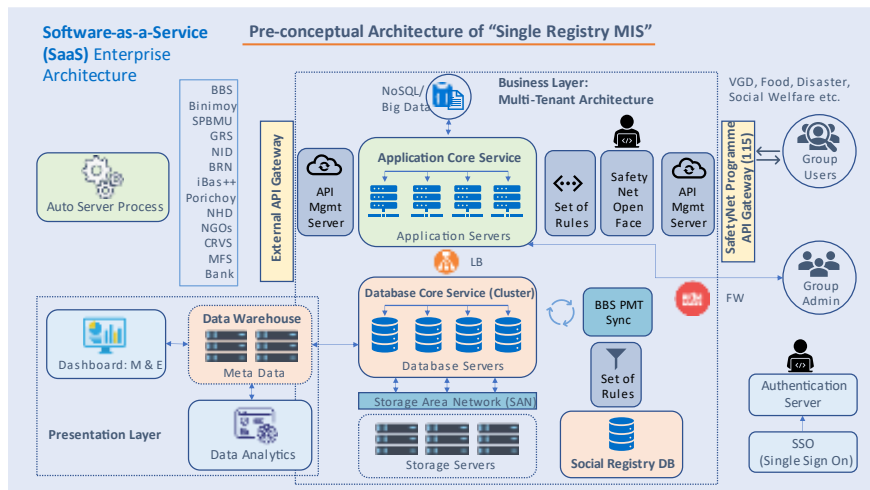 Software-as-a-Service
(SaaS) Enterprise
Architecture
Pre-conceptual Architecture of “Single Registry MIS”
BBS
Binimoy
SPBMU
GRS
NID
BRN
iBas++
Porichoy
NHD
NGOs
CRVS
MFS
Bank
Auto Server Process
External API Gateway
NoSQL/
Big Data
Business Layer:
Multi-Tenant Architecture
API
Mgmt
Server
Application Core Service
Application Servers
Set of
Rules
Safety
Net
Open
Face
API
Mgmt
Server
SafetyNet Programme
API Gateway (115)
VGD, Food, Disaster,
Social Welfare etc.
Group
Users
LB
Database Core Service (Cluster)
Database Servers
BBS PMT
Sync
FW
Group
Admin
Data Warehouse
Meta Data
Dashboard: M & E
Set of
Rules
Storage Area Network (SAN)
Storage Servers
Social Registry DB
Presentation Layer
Data Analytics
Authentication
Server
SSO
(Single Sign On)